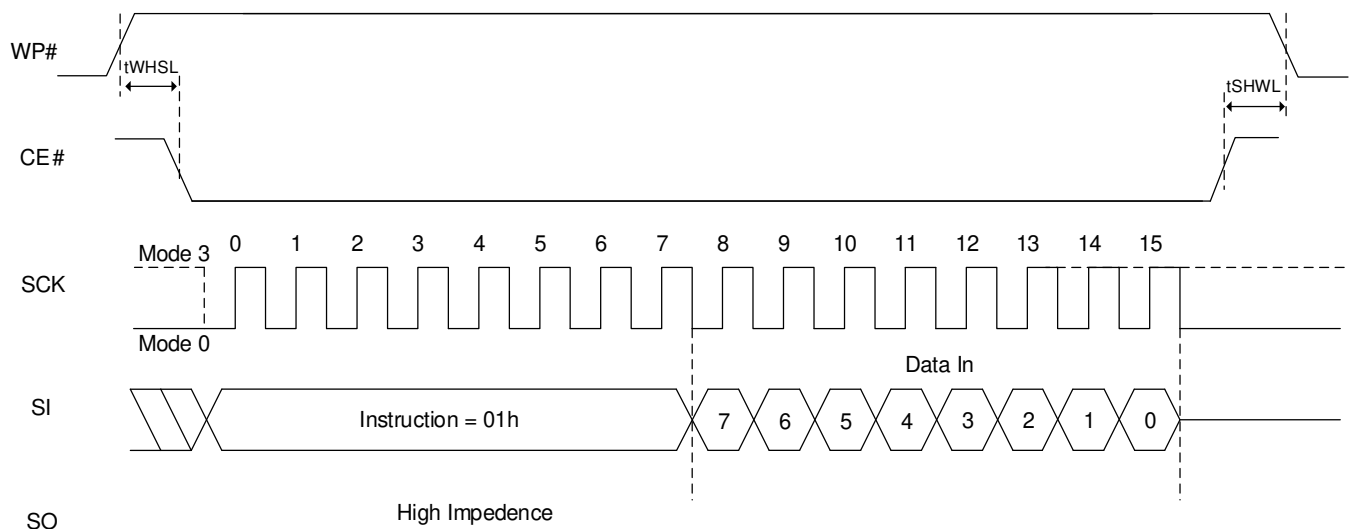 WP#
tWHSL
tSHWL
CE#
0 1 2 3 4 5 6 7 8 9 10 11 12 13 14 15
Mode 3
SCK
Mode 0
Data In
SI
Instruction = 01h
7 6 5 4 3 2 1 0
High Impedence
SO